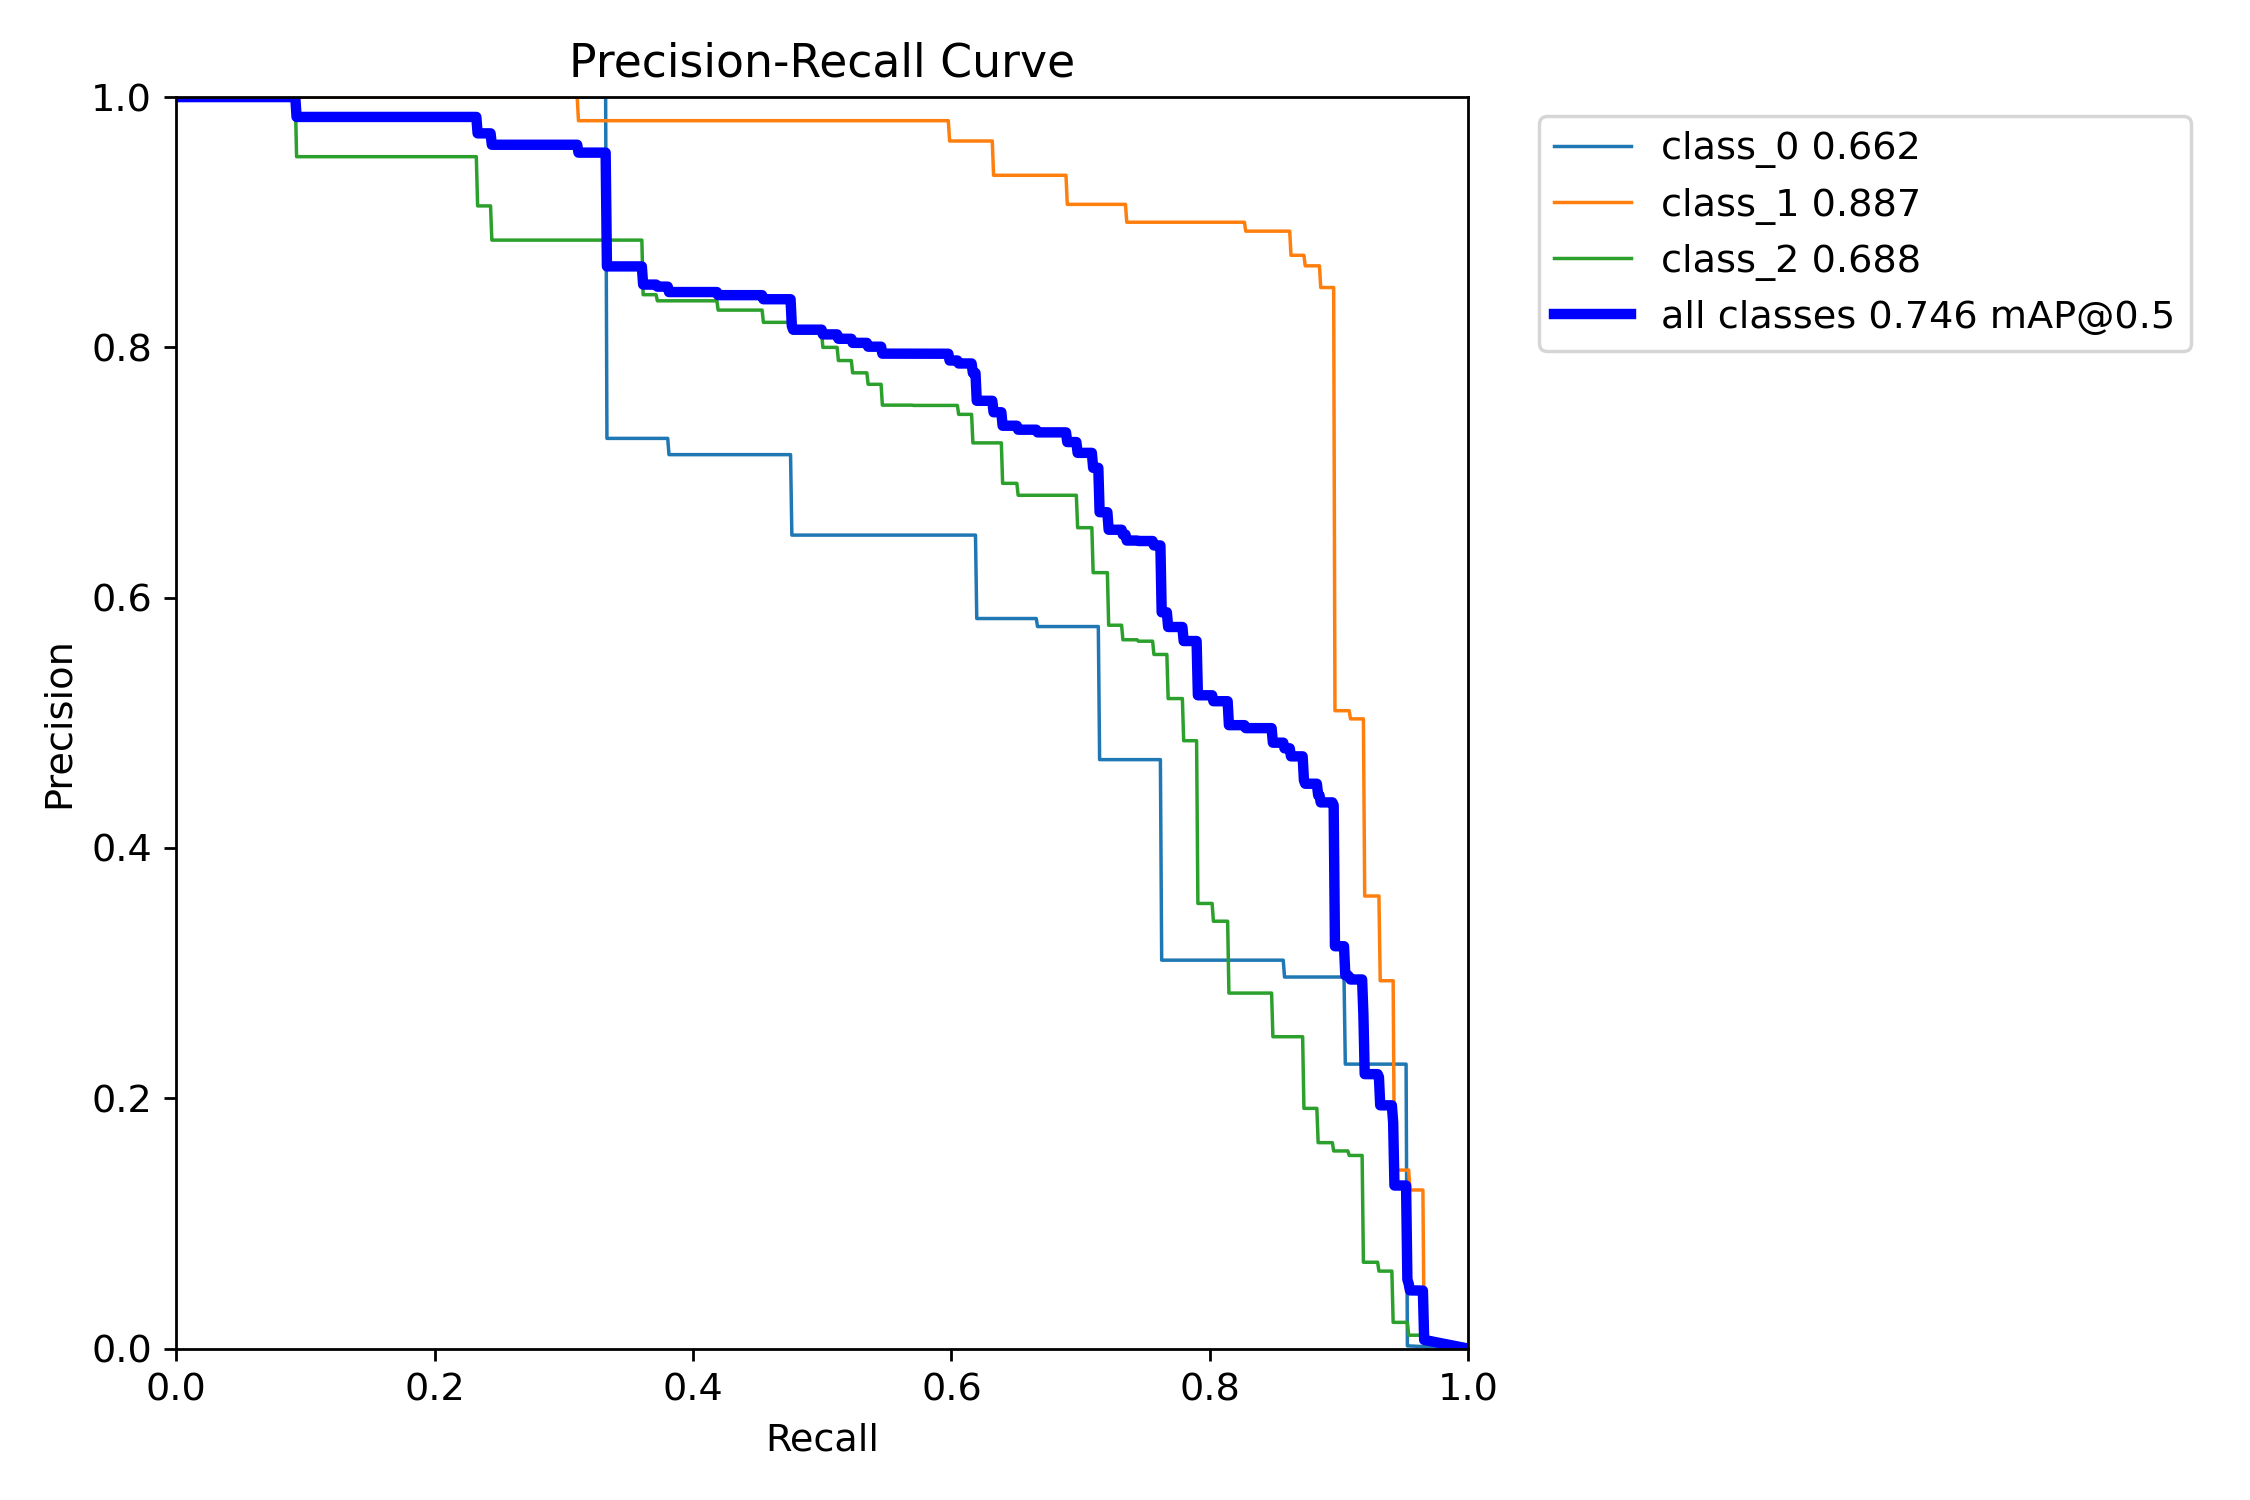 Precision-Recall Curve
1.0
0.8
0.6
0.4
0.2
0.0
Precision
0.0 0.2 0.4 0.6 0.8 1.0
Recall
class_0 0.662
class_1 0.887
class_2 0.688
all classes 0.746 mAP@0.5